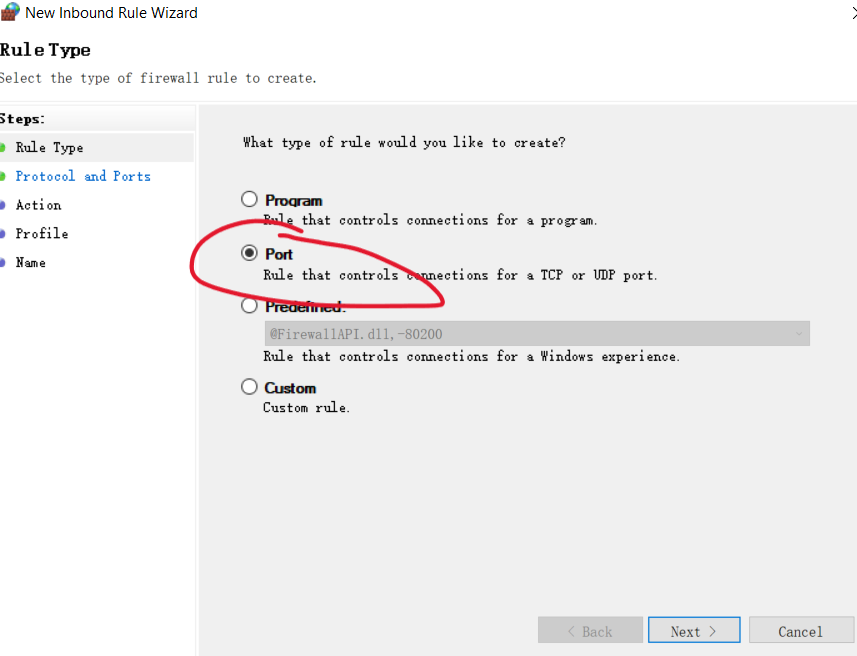 New Inbound Rule Wizard
Rule Type
Select the type of firewall rule to create.
Steps:
Rule Type
Protocol and Ports
Action
Profile
Name
What type of rule would you like to create?
Program
Rule that controls connections for a program.
Port
Rule that controls connections for a TCP or UDP port.
Predefined:
@FirewallAPI.dll,-80200
Rule that controls connections for a Windows experience.
Custom
Custom rule.
< Back
Next >
Cancel